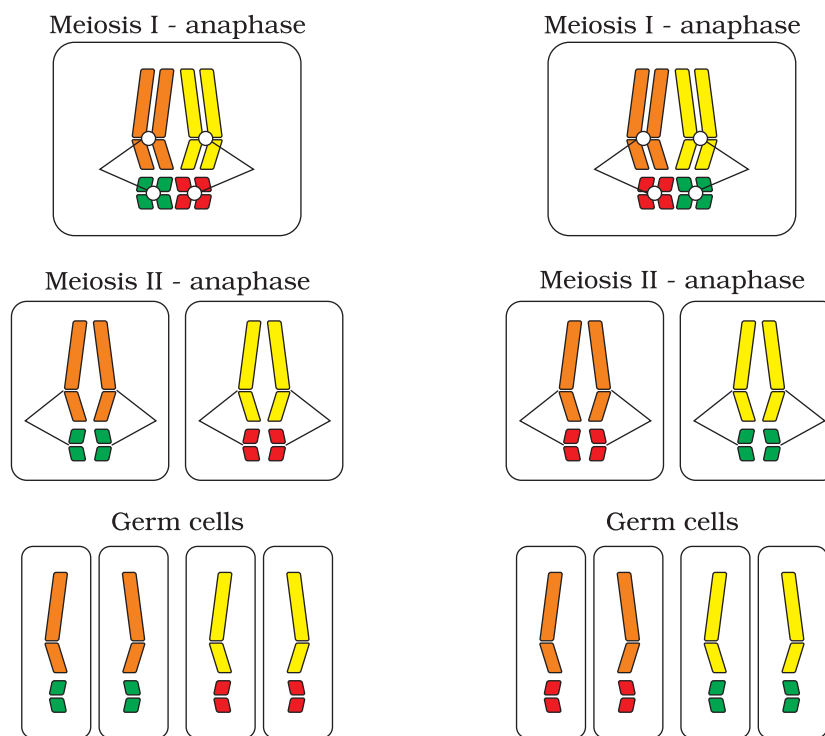 Meiosis I - anaphase
Meiosis I - anaphase
Meiosis II - anaphase
Meiosis II - anaphase
Germ cells
Germ cells